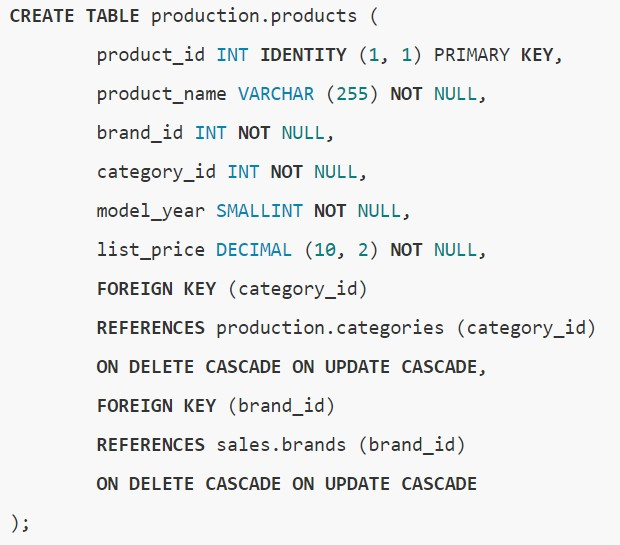 CREATE TABLE production.products (
product_id INT IDENTITY (1, 1) PRIMARY KEY,
product_name VARCHAR (255) NOT NULL,
brand_id INT NOT NULL,
category_id INT NOT NULL,
model_year SMALLINT NOT NULL,
list_price DECIMAL (10, 2) NOT NULL,
FOREIGN KEY (category_id)
REFERENCES production.categories (category_id)
ON DELETE CASCADE ON UPDATE CASCADE,
FOREIGN KEY (brand_id)
REFERENCES sales.brands (brand_id)
ON DELETE CASCADE ON UPDATE CASCADE
);